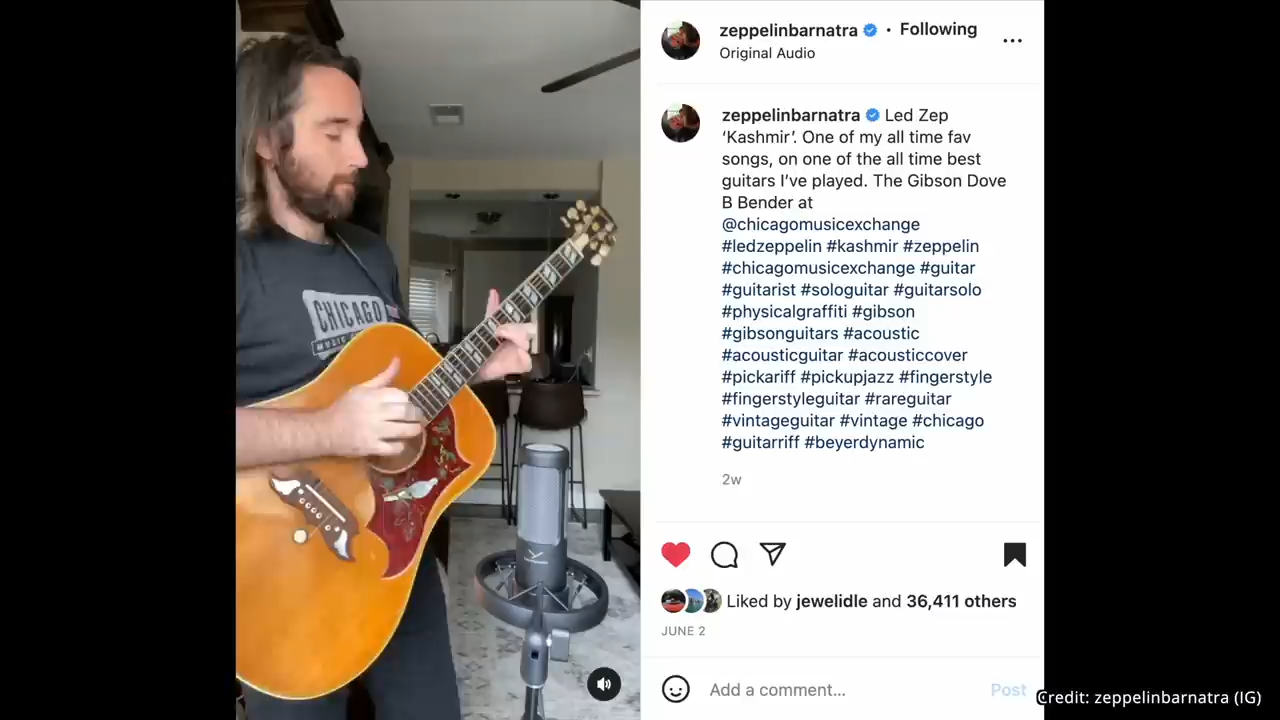 zeppelinbarnatra • Following
Original Audio
zeppelinbarnatra Led Zep
‘Kashmir’. One of my all time fav
songs, on one of the all time best
guitars I’ve played. The Gibson Dove
B Bender at
@chicagomusicexchange
#ledzeppelin #kashmir #zeppelin
#chicagomusicexchange #guitar
#guitarist #sologuitar #guitarsolo
#physicalgraffiti #gibson
#gibsonguitars #acoustic
#acousticguitar #acousticcover
#pickariff #pickupjazz #fingerstyle
#fingerstyleguitar #rareguitar
#vintageguitar #vintage #chicago
#guitarriff #beyerdynamic
2w
Liked by jewelidle and 36,411 others
JUNE 2
Add a comment...
Post
Credit: zeppelinbarnatra (IG)
CHICAGO
MUSIC